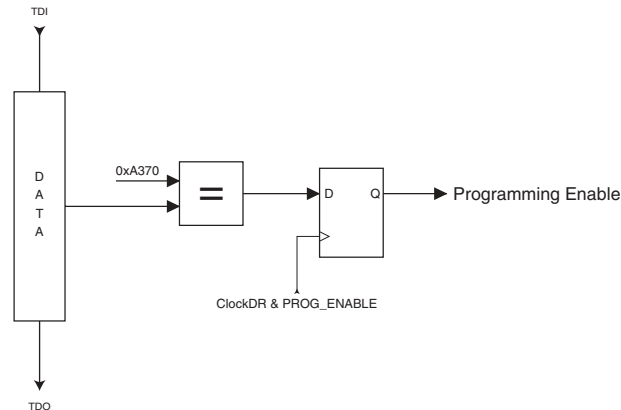 TDI
D
A
T
A
0xA370
=
D
Q
Programming Enable
ClockDR & PROG_ENABLE
TDO